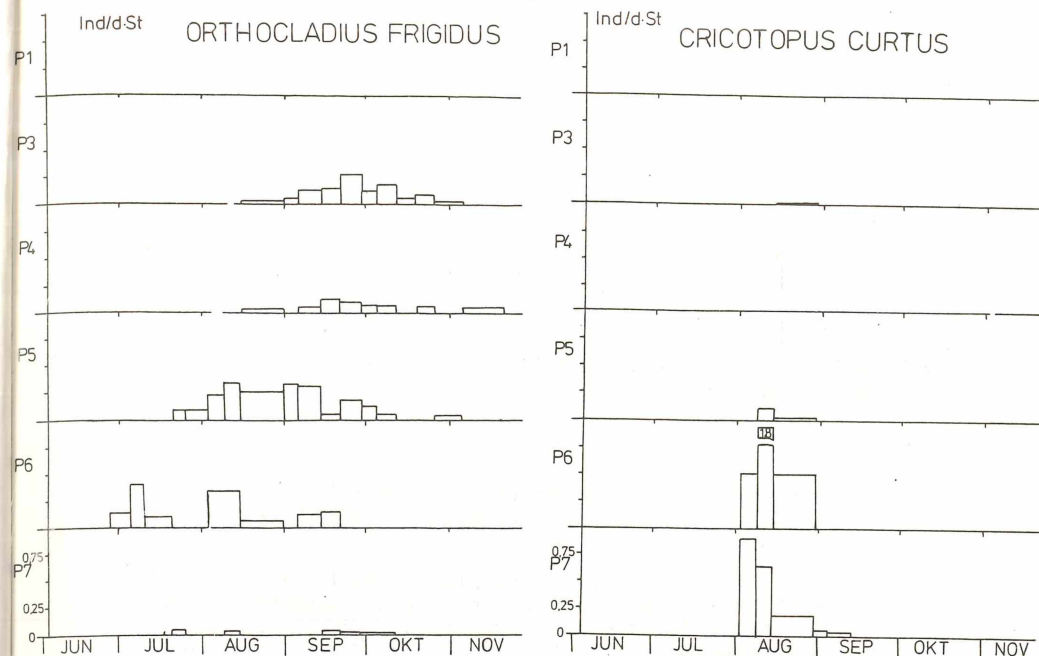 Ind/d·St
ORTHOCLADIUS FRIGIDUS
P1
P3
P4
P5
P6
0,75
P7
0,25
0
JUN JUL AUG SEP OKT NOV
Ind/d·St
CRICOTOPUS CURTUS
P1
P3
P4
P5
18
P6
0,75
P7
0,25
0
JUN JUL AUG SEP OKT NOV